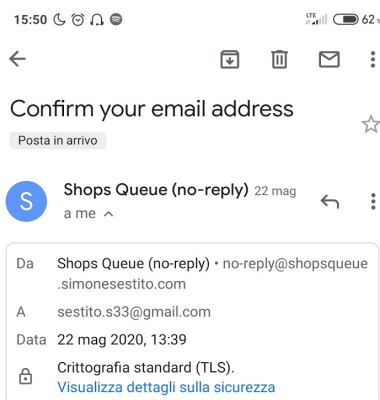 15:50 LTE 62
Confirm your email address
Posta in arrivo
S Shops Queue (no-reply) 22 mag
a me
Da Shops Queue (no-reply) • no-reply@shopsqueue
.simonesestito.com
A sestito.s33@gmail.com
Data 22 mag 2020, 13:39
Crittografia standard (TLS).
Visualizza dettagli sulla sicurezza